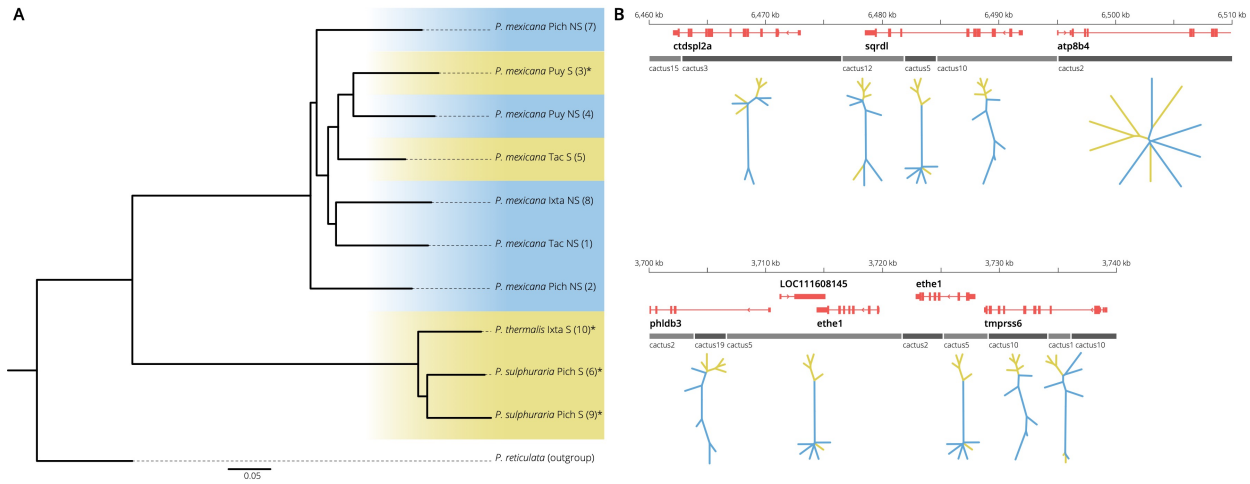 A
P. mexicana Pich NS (7)
P. mexicana Puy S (3)*
P. mexicana Puy NS (4)
P. mexicana Tac S (5)
P. mexicana Ixta NS (8)
P. mexicana Tac NS (1)
P. mexicana Pich NS (2)
P. thermalis Ixta S (10)*
P. sulphuraria Pich S (6)*
P. sulphuraria Pich S (9)*
P. reticulata (outgroup)
0.05
B
6,460 kb 6,470 kb 6,480 kb 6,490 kb 6,500 kb 6,510 kb
ctdspl2a sqrdl atp8b4
cactus15 cactus3 cactus12 cactus5 cactus10 cactus2
3,700 kb 3,710 kb 3,720 kb 3,730 kb 3,740 kb
LOC111608145 ethe1
phldb3 ethe1 tmprss6
cactus2 cactus19 cactus5 cactus2 cactus5 cactus10 cactus1 cactus10